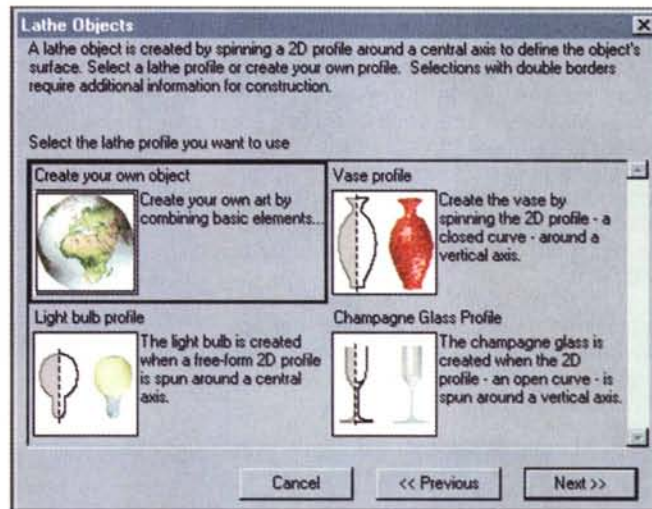 Lathe Objects
A lathe object is created by spinning a 2D profile around a central axis to define the object's
surface. Select a lathe profile or create your own profile. Selections with double borders
require additional information for construction.
Select the lathe profile you want to use
Create your own object
Create your own art by
combining basic elements...
Vase profile
Create the vase by
spinning the 2D profile - a
closed curve - around a
vertical axis.
Light bulb profile
The light bulb is created
when a free-form 2D profile
is spun around a central
axis.
Champagne Glass Profile
The champagne glass is
created when the 2D
profile - an open curve - is
spun around a vertical axis.
Cancel
<< Previous
Next >>